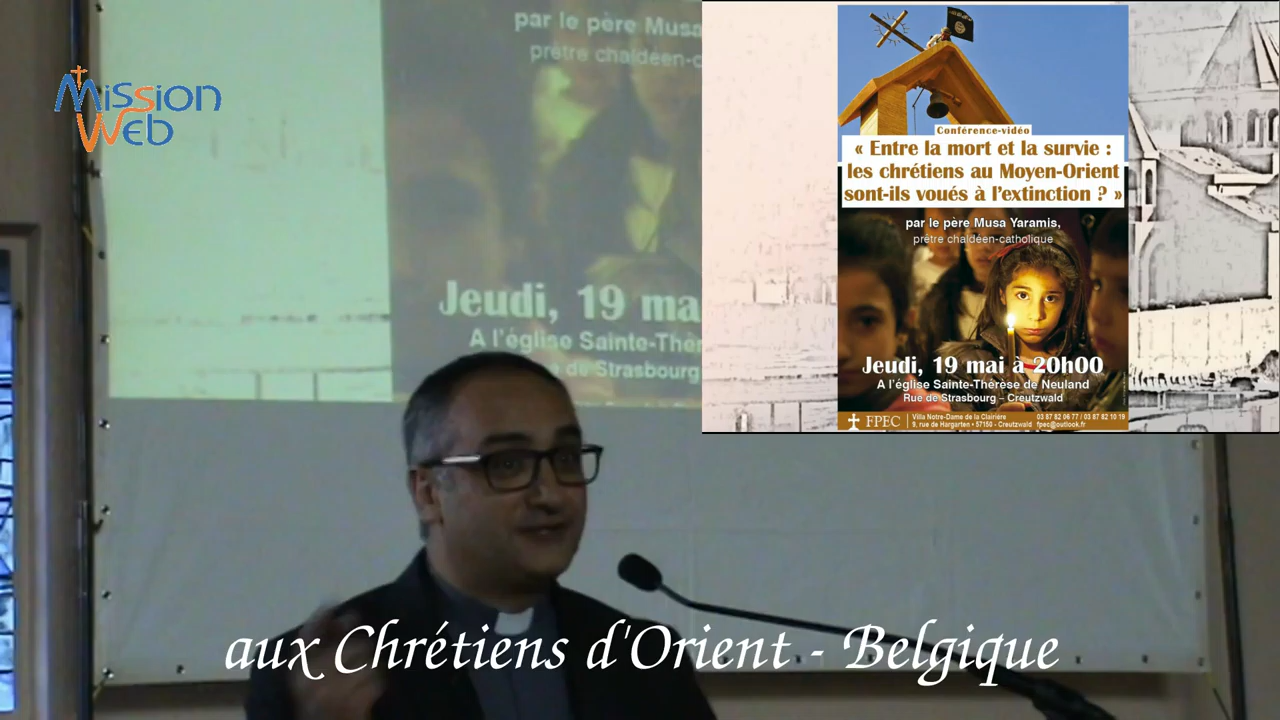 Mission
Web
par le père Musa
prêtre chaldéen-c
Jeudi, 19 ma
A l'église Sainte-Thér
e de Strasbourg
Conférence-vidéo
« Entre la mort et la survie :
les chrétiens au Moyen-Orient
sont-ils voués à l'extinction ? »
par le père Musa Yaramis,
prêtre chaldéen-catholique
Jeudi, 19 mai à 20h00
A l'église Sainte-Thérèse de Neuland
Rue de Strasbourg – Creutzwald
FPEC
Villa Notre-Dame de la Clairière 03 87 82 06 77 / 03 87 82 10 19
9, rue de Hargarten • 57150 - Creutzwald fpec@outlook.fr
aux Chrétiens d'Orient - Belgique